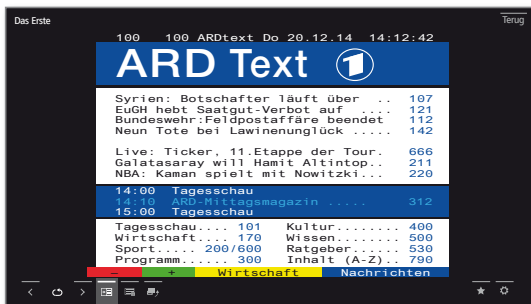 Das Erste
Terug
100 100 ARDtext Do 20.12.14 14:12:42
ARD Text 1
Syrien: Botschafter läuft über .. 107
EuGH hebt Saatgut-Verbot auf .... 121
Bundeswehr:Feldpostaffäre beendet 112
Neun Tote bei Lawinenunglück ..... 142
Live: Ticker, 11.Etappe der Tour. 666
Galatasaray will Hamit Altintop.. 211
NBA: Kaman spielt mit Nowitzki... 220
14:00 Tagesschau
14:10 ARD-Mittagsmagazin ..... 312
15:00 Tagesschau
Tagesschau.... 101 Kultur........ 400
Wirtschaft.... 170 Wissen........ 500
Sport..... 200/600 Ratgeber...... 530
Programm...... 300 Inhalt (A-Z).. 790
- + Wirtschaft Nachrichten